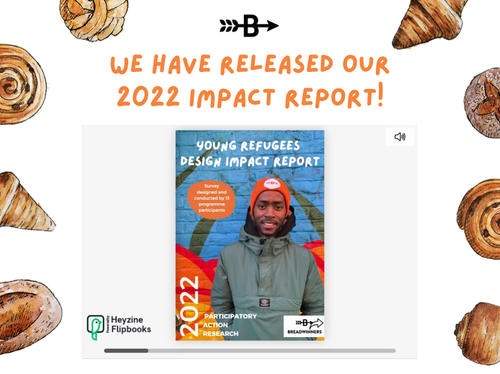 B
WE HAVE RELEASED OUR
2022 IMPACT REPORT!
YOUNG REFUGEES
DESIGN IMPACT REPORT
Survey
designed and
conducted by 13
programme
participants
2022
PARTICIPATORY
ACTION
RESEARCH
B
BREADWINNERS
Heyzine
Flipbooks